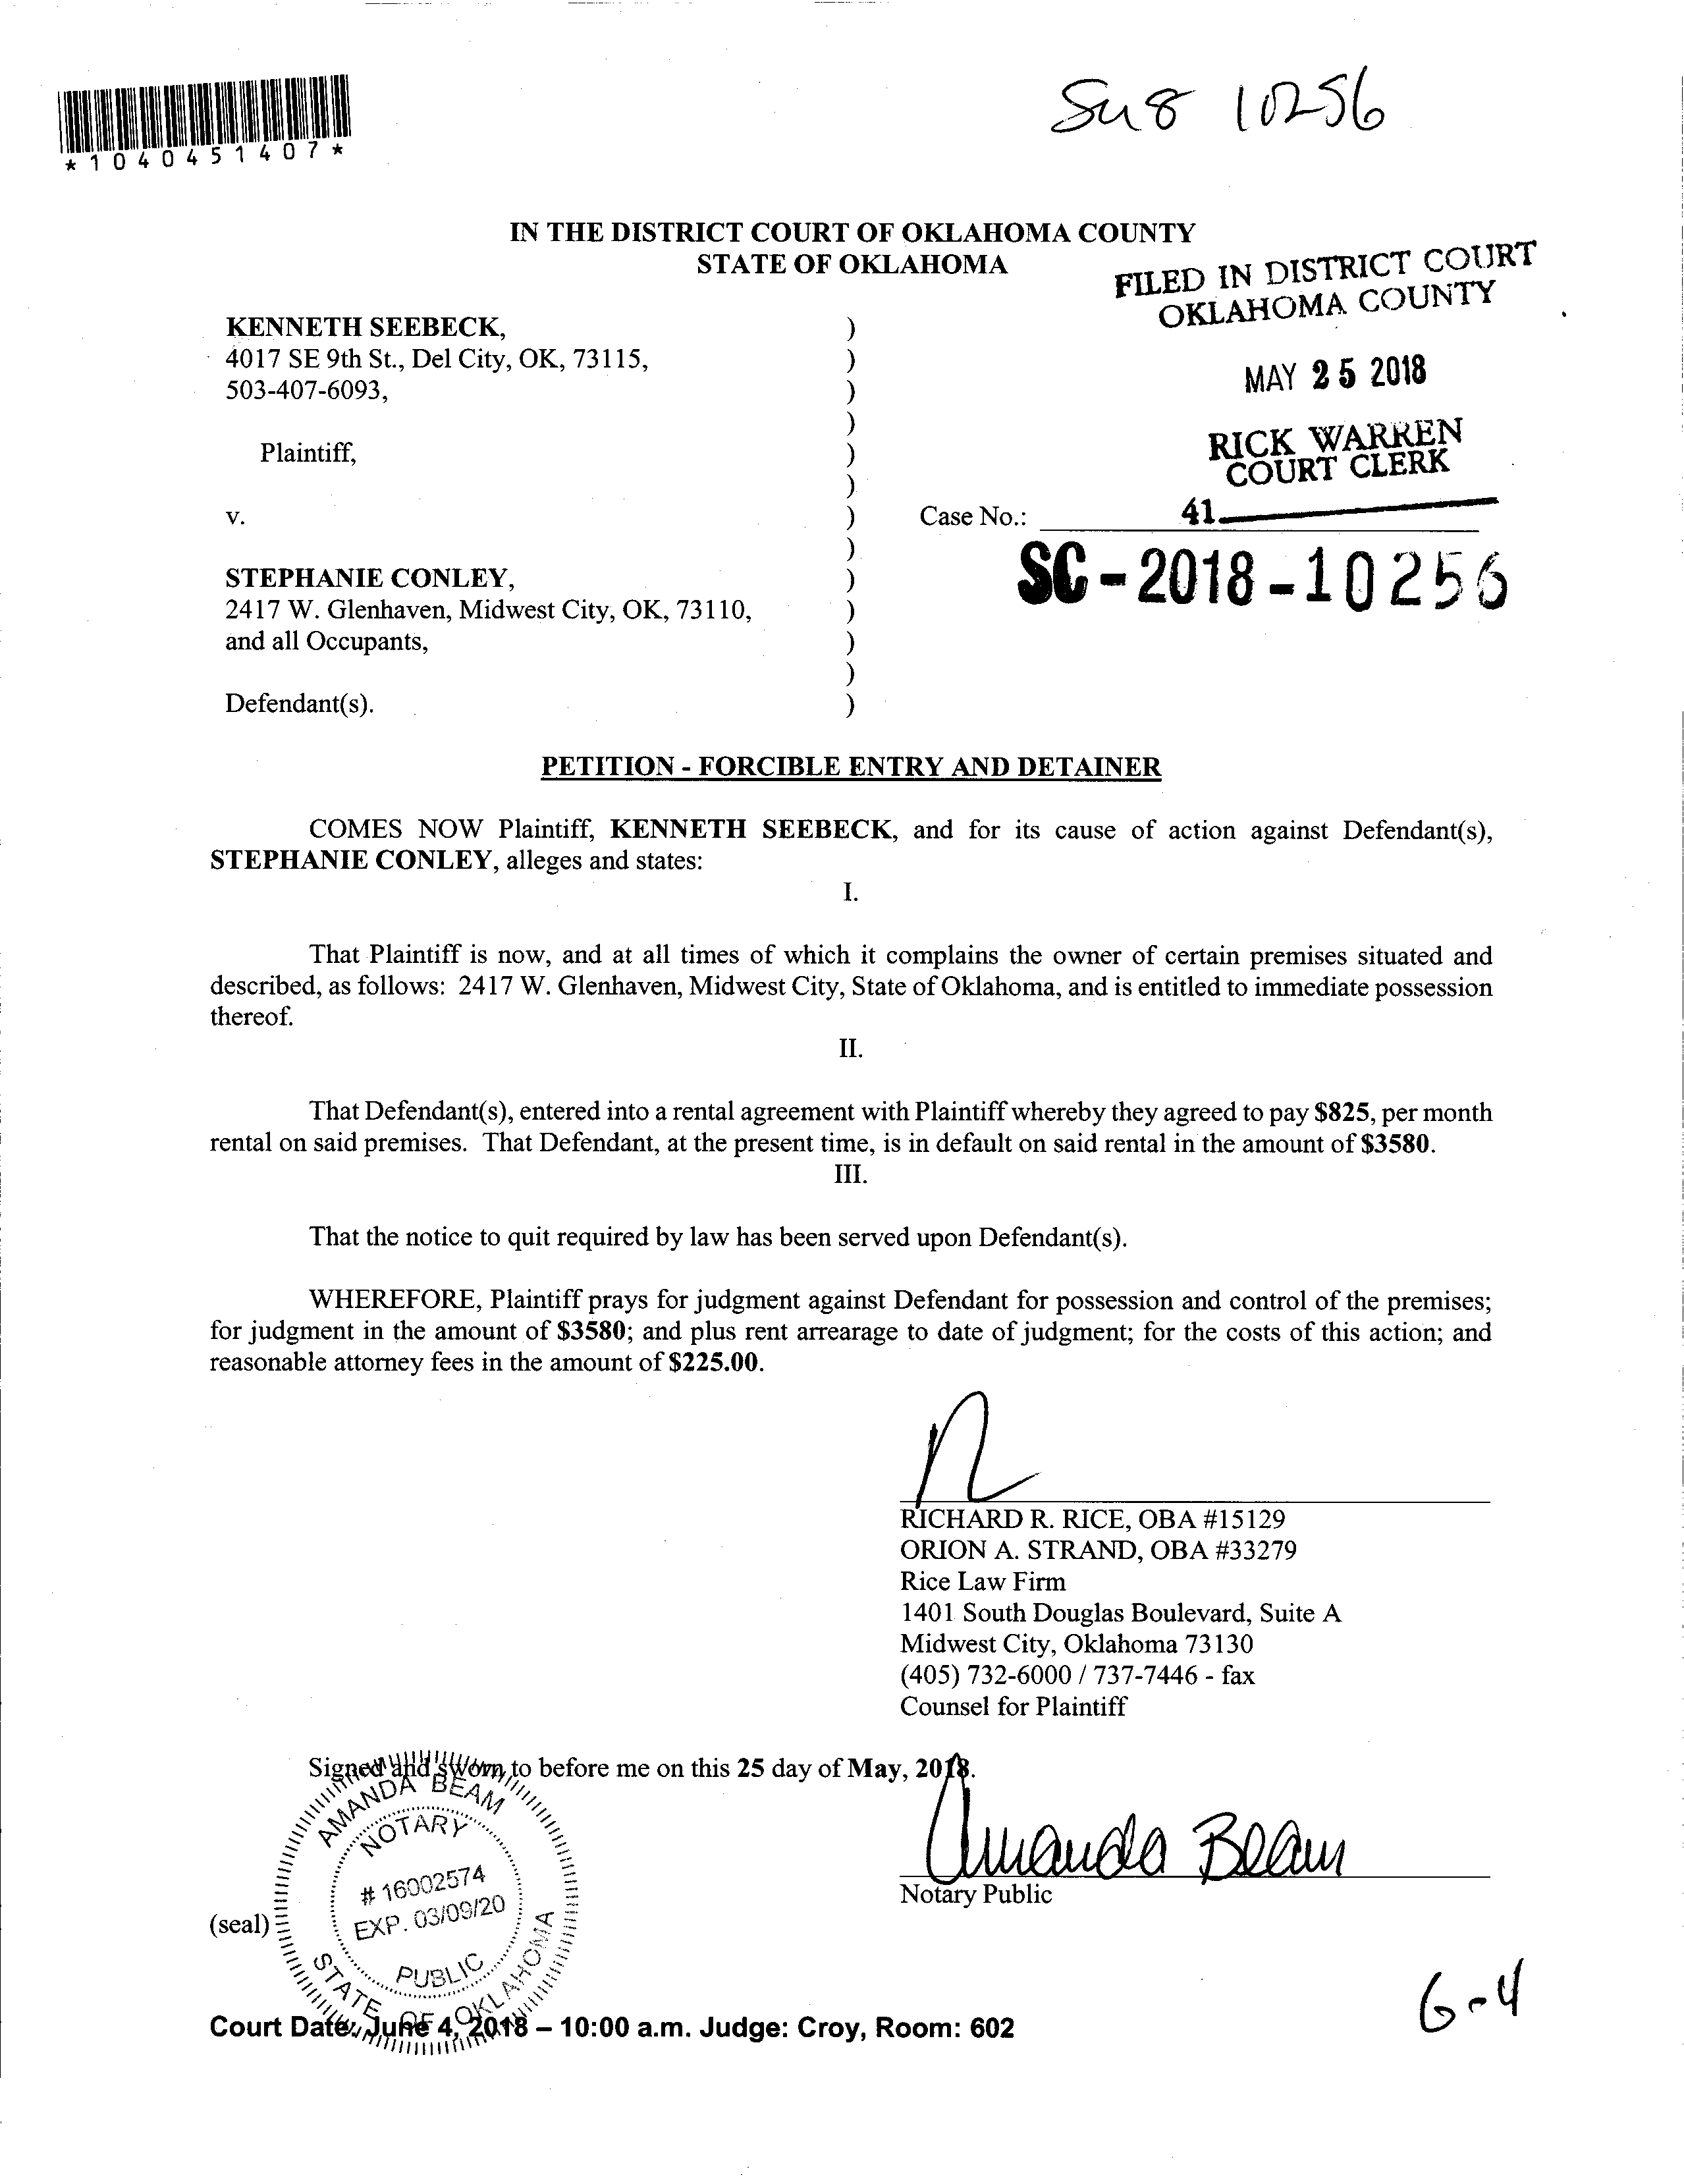 *1040451407*
10256
IN THE DISTRICT COURT OF OKLAHOMA COUNTY
STATE OF OKLAHOMA
FILED IN DISTRICT COURT
OKLAHOMA COUNTY
MAY 25 2018
RICK WARREN
COURT CLERK
41
KENNETH SEEBECK, )
4017 SE 9th St., Del City, OK, 73115, )
503-407-6093, )
)
Plaintiff, )
)
v. ) Case No.:
)
SC-2018-10256
STEPHANIE CONLEY, )
2417 W. Glenhaven, Midwest City, OK, 73110, )
and all Occupants, )
)
Defendant(s). )
PETITION - FORCIBLE ENTRY AND DETAINER
COMES NOW Plaintiff, KENNETH SEEBECK, and for its cause of action against Defendant(s),
STEPHANIE CONLEY, alleges and states:
I.
That Plaintiff is now, and at all times of which it complains the owner of certain premises situated and
described, as follows: 2417 W. Glenhaven, Midwest City, State of Oklahoma, and is entitled to immediate possession
thereof.
II.
That Defendant(s), entered into a rental agreement with Plaintiff whereby they agreed to pay $825, per month
rental on said premises. That Defendant, at the present time, is in default on said rental in the amount of $3580.
III.
That the notice to quit required by law has been served upon Defendant(s).
WHEREFORE, Plaintiff prays for judgment against Defendant for possession and control of the premises;
for judgment in the amount of $3580; and plus rent arrearage to date of judgment; for the costs of this action; and
reasonable attorney fees in the amount of $225.00.
RICHARD R. RICE, OBA #15129
ORION A. STRAND, OBA #33279
Rice Law Firm
1401 South Douglas Boulevard, Suite A
Midwest City, Oklahoma 73130
(405) 732-6000 / 737-7446 - fax
Counsel for Plaintiff
Signed and sworn to before me on this 25 day of May, 2018.
AMANDA BEAM
NOTARY
# 16002574
EXP. 03/09/20
PUBLIC
STATE OF OKLAHOMA
Amanda Beam
Notary Public
(seal)
Court Date: June 4, 2018 – 10:00 a.m. Judge: Croy, Room: 602
6-4